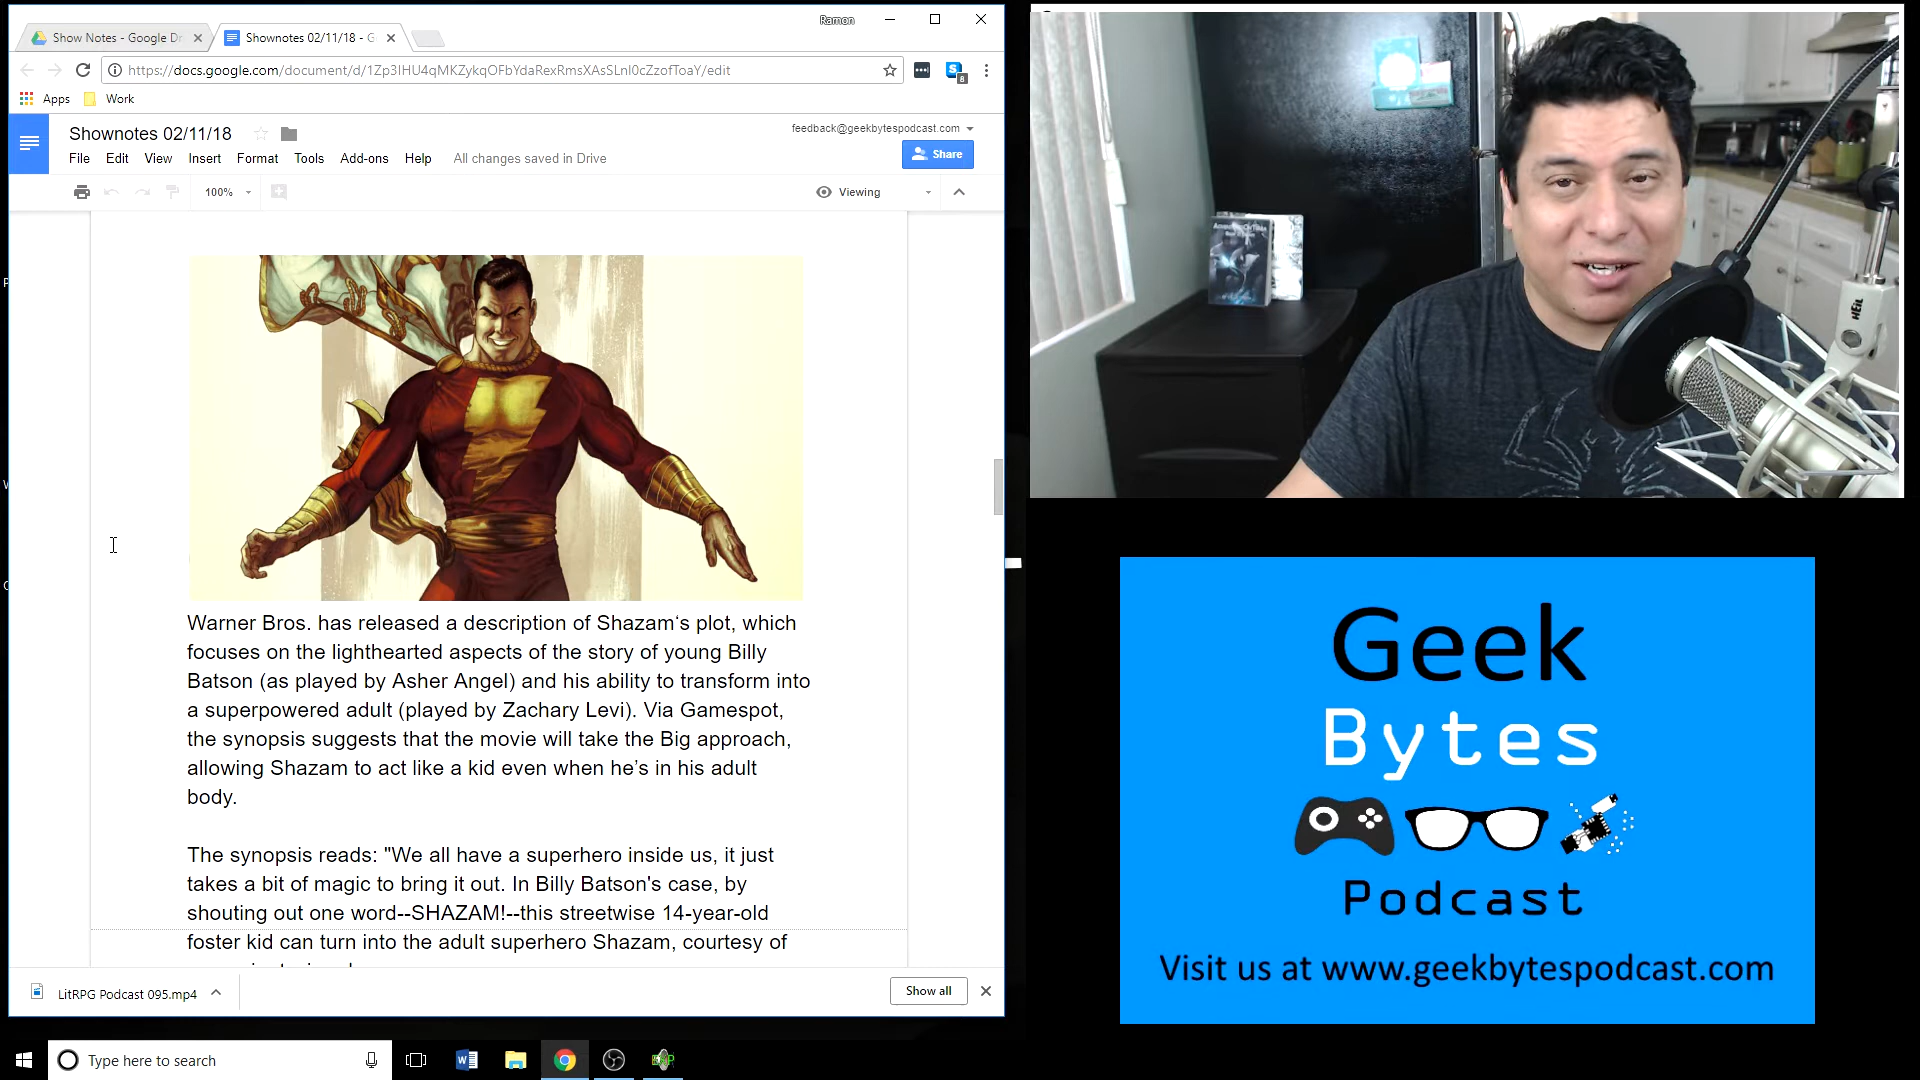 Ramon
Show Notes - Google Dr
Shownotes 02/11/18 - G
https://docs.google.com/document/d/1Zp3IHU4qMKZykqOFbYdaRexRmsXAsSLnI0cZzofToaY/edit
8
Apps
Work
Shownotes 02/11/18
feedback@geekbytespodcast.com
File Edit View Insert Format Tools Add-ons Help All changes saved in Drive
Share
100%
Viewing
Warner Bros. has released a description of Shazam‘s plot, which
focuses on the lighthearted aspects of the story of young Billy
Batson (as played by Asher Angel) and his ability to transform into
a superpowered adult (played by Zachary Levi). Via Gamespot,
the synopsis suggests that the movie will take the Big approach,
allowing Shazam to act like a kid even when he’s in his adult
body.
The synopsis reads: "We all have a superhero inside us, it just
takes a bit of magic to bring it out. In Billy Batson's case, by
shouting out one word--SHAZAM!--this streetwise 14-year-old
foster kid can turn into the adult superhero Shazam, courtesy of
LitRPG Podcast 095.mp4
Show all
Type here to search
HEiL
Geek
Bytes
Podcast
Visit us at www.geekbytespodcast.com